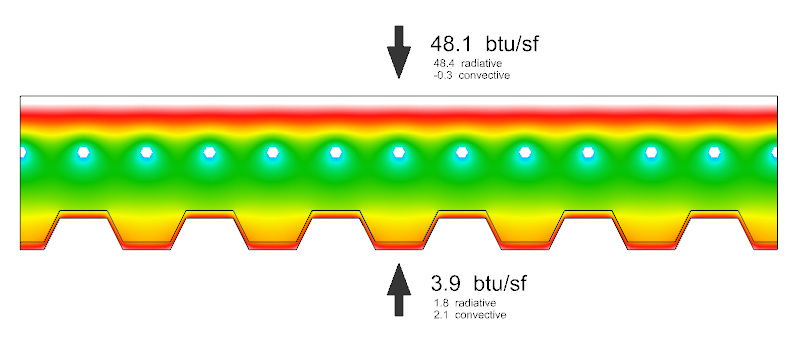 48.1 btu/sf
48.4 radiative
-0.3 convective
3.9 btu/sf
1.8 radiative
2.1 convective